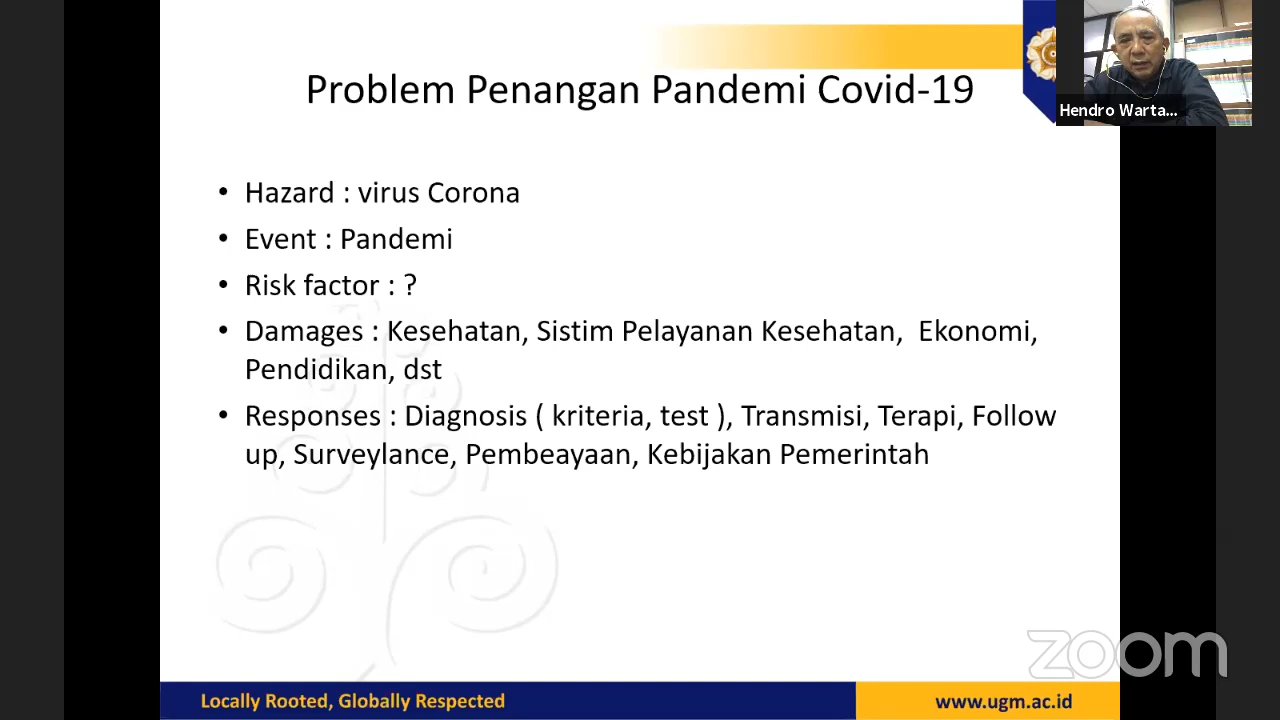 Problem Penangan Pandemi Covid-19
Hendro Warta...
• Hazard : virus Corona
• Event : Pandemi
• Risk factor : ?
• Damages : Kesehatan, Sistim Pelayanan Kesehatan, Ekonomi,
Pendidikan, dst
• Responses : Diagnosis ( kriteria, test ), Transmisi, Terapi, Follow
up, Surveylance, Pembeayaan, Kebijakan Pemerintah
zoom
Locally Rooted, Globally Respected
www.ugm.ac.id